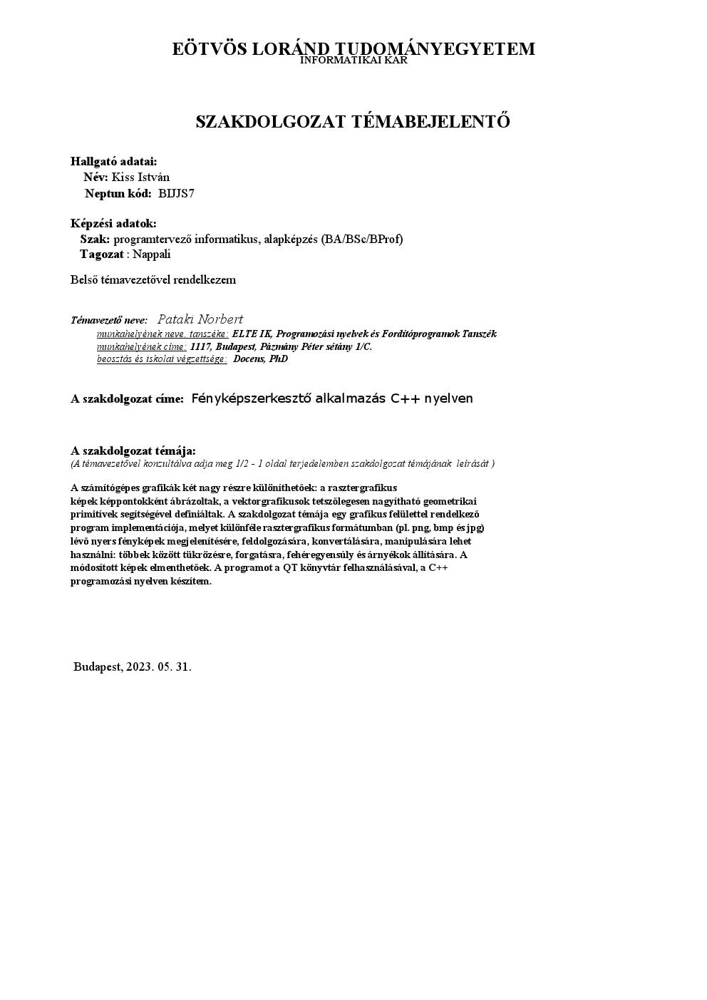 EÖTVÖS LORÁND TUDOMÁNYEGYETEM
INFORMATIKAI KAR
SZAKDOLGOZAT TÉMABEJELENTŐ
Hallgató adatai:
Név: Kiss István
Neptun kód: BIJJS7
Képzési adatok:
Szak: programtervező informatikus, alapképzés (BA/BSc/BProf)
Tagozat : Nappali
Belső témavezetővel rendelkezem
Témavezető neve: Pataki Norbert
munkahelyének neve, tanszéke: ELTE IK, Programozási nyelvek és Fordítóprogramok Tanszék
munkahelyének címe: 1117, Budapest, Pázmány Péter sétány 1/C.
beosztás és iskolai végzettsége: Docens, PhD
A szakdolgozat címe: Fényképszerkesztő alkalmazás C++ nyelven
A szakdolgozat témája:
(A témavezetővel konzultálva adja meg 1/2 - 1 oldal terjedelemben szakdolgozat témájának leírását )
A számítógépes grafikák két nagy részre különíthetőek: a rasztergrafikus
képek képpontokként ábrázoltak, a vektorgrafikusok tetszőlegesen nagyítható geometrikai
primitívek segítségével definiáltak. A szakdolgozat témája egy grafikus felülettel rendelkező
program implementációja, melyet különféle rasztergrafikus formátumban (pl. png, bmp és jpg)
lévő nyers fényképek megjelenítésére, feldolgozására, konvertálására, manipulására lehet
használni: többek között tükrözésre, forgatásra, fehéregyensúly és árnyékok állítására. A
módosított képek elmenthetőek. A programot a QT könyvtár felhasználásával, a C++
programozási nyelven készítem.
Budapest, 2023. 05. 31.